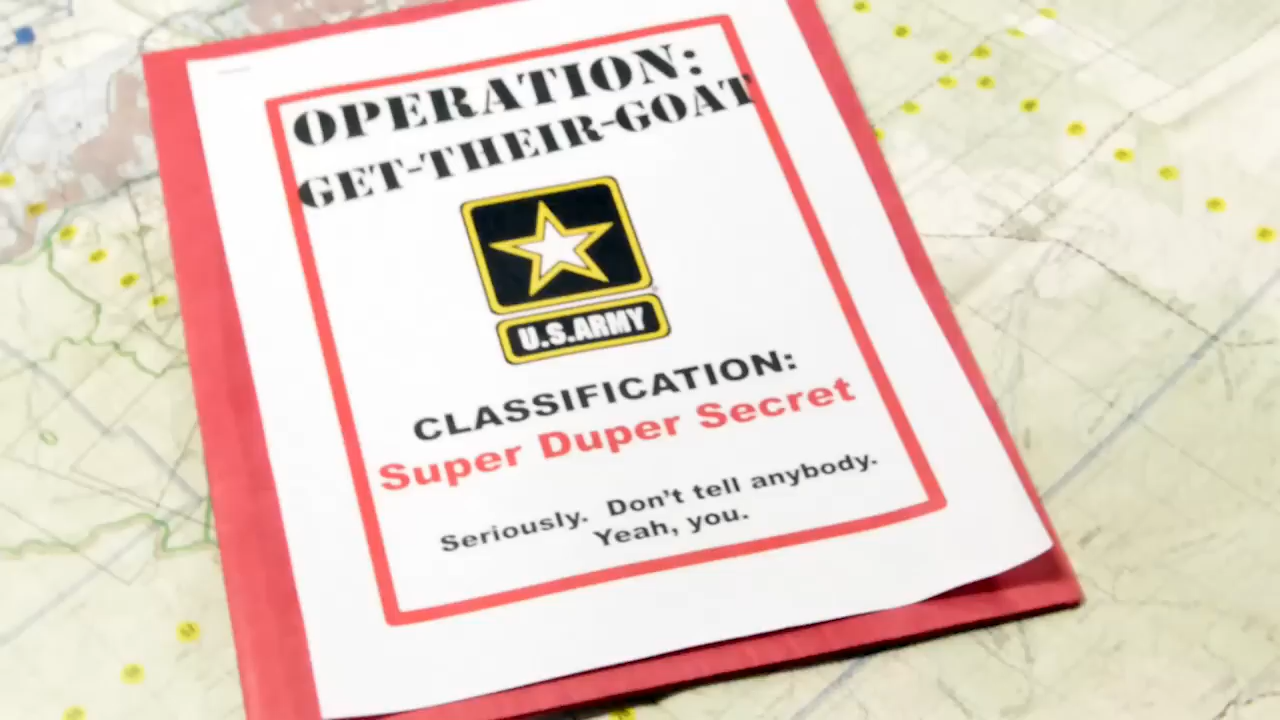 OPERATION:
GET-THEIR-GOAT
U.S.ARMY
CLASSIFICATION:
Super Duper Secret
Seriously. Don't tell anybody.
Yeah, you.